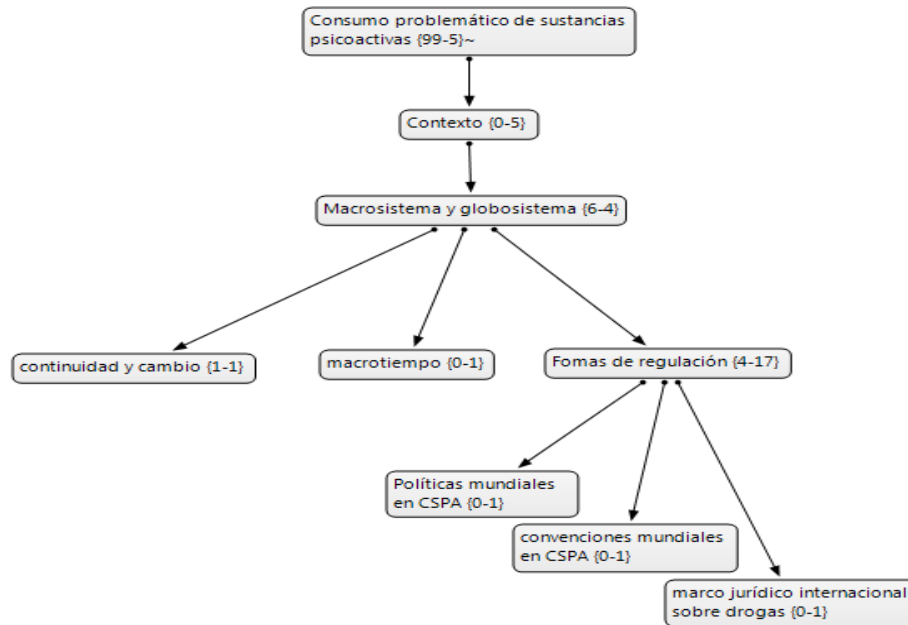 Consumo problemático de sustancias
psicoactivas {99-5}~
Contexto {0-5}
Macrosistema y globosistema {6-4}
continuidad y cambio {1-1}
macrotiempo {0-1}
Fomas de regulación {4-17}
Políticas mundiales
en CSPA {0-1}
convenciones mundiales
en CSPA {0-1}
marco jurídico internacional
sobre drogas {0-1}